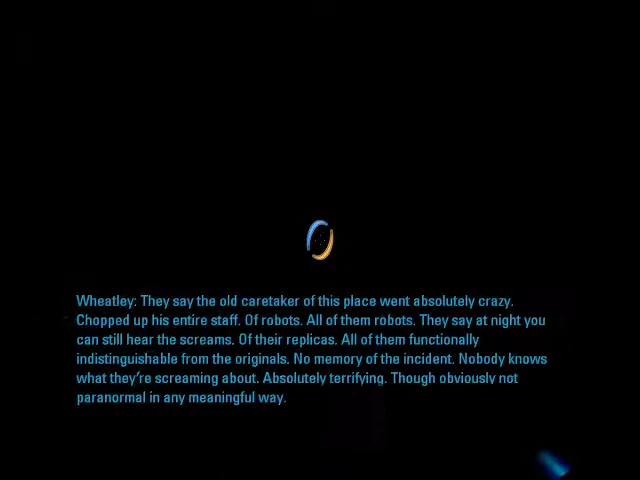 Wheatley: They say the old caretaker of this place went absolutely crazy.
Chopped up his entire staff. Of robots. All of them robots. They say at night you
can still hear the screams. Of their replicas. All of them functionally
indistinguishable from the originals. No memory of the incident. Nobody knows
what they're screaming about. Absolutely terrifying. Though obviously not
paranormal in any meaningful way.